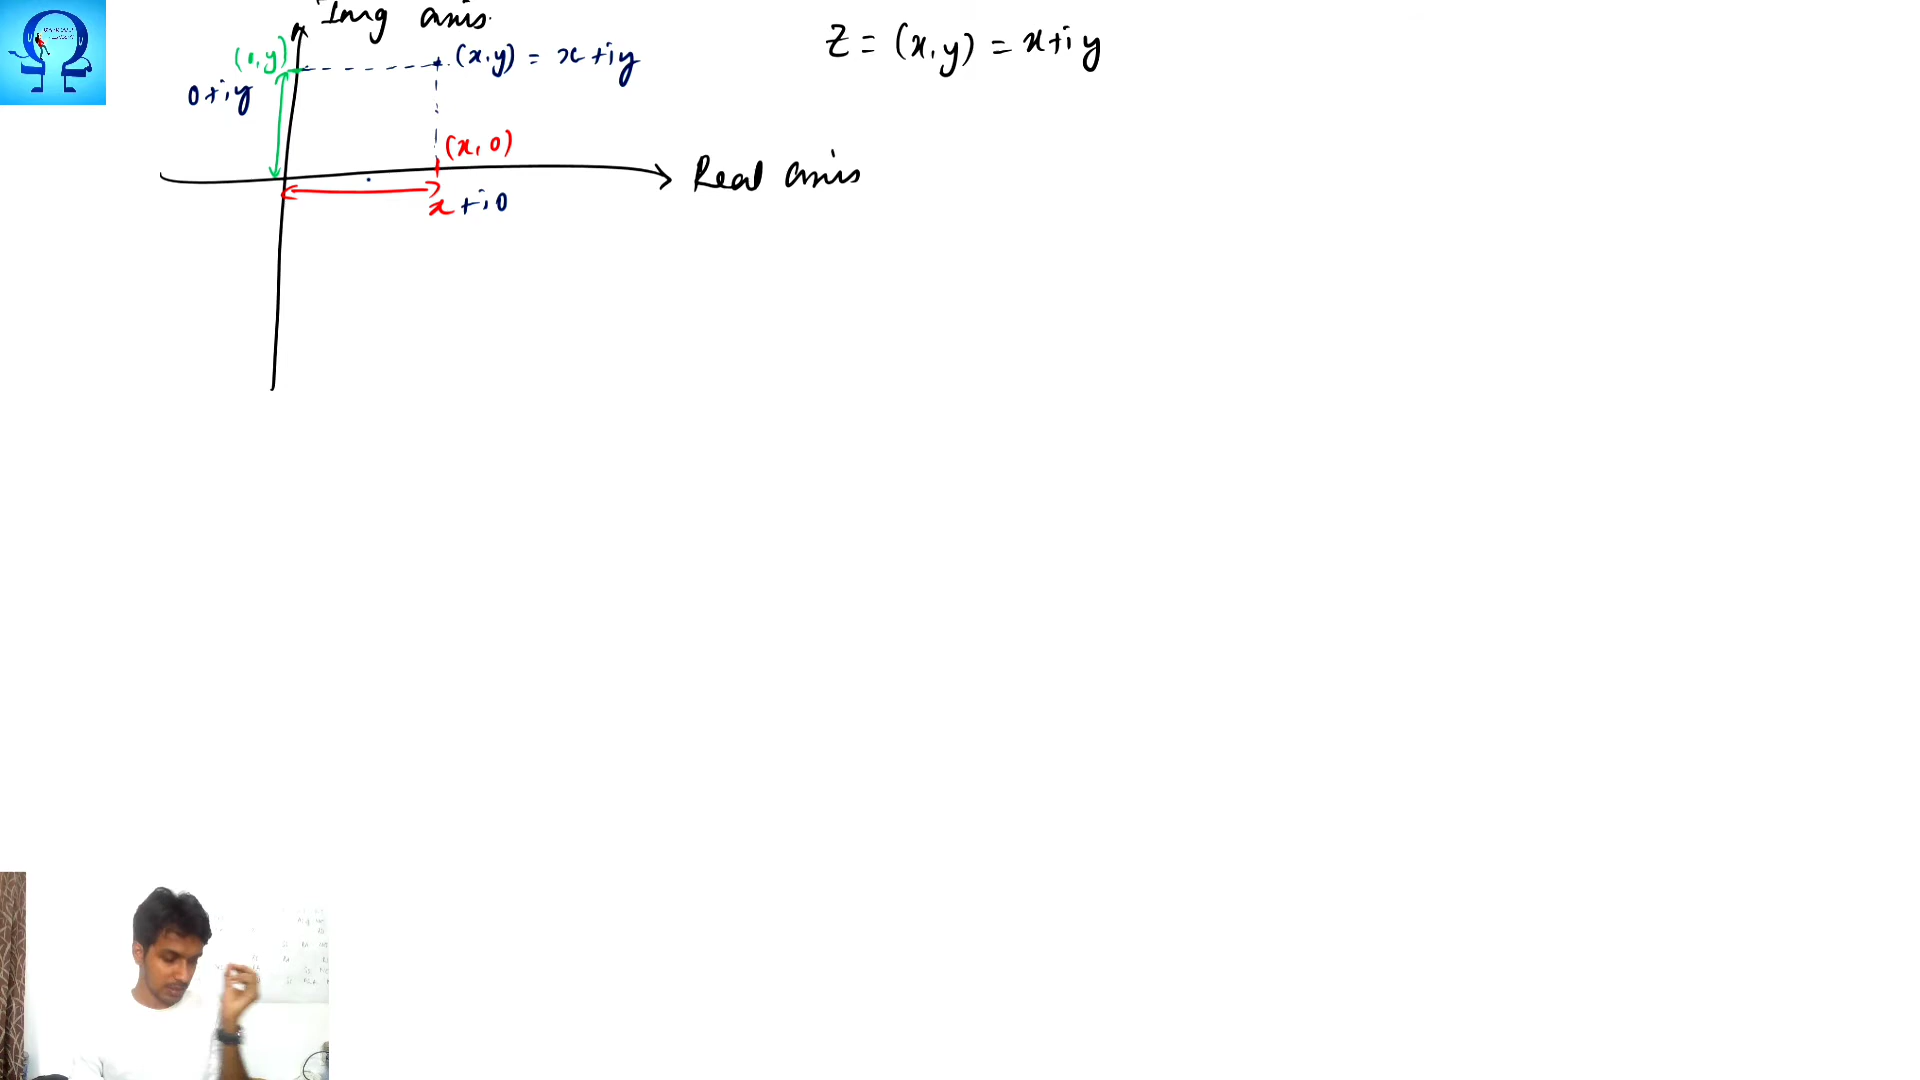 Img axis
(0,y)
(x,y) = x+iy
z = (x,y) = x+iy
0+iy
(x,0)
Real axis
x+i0